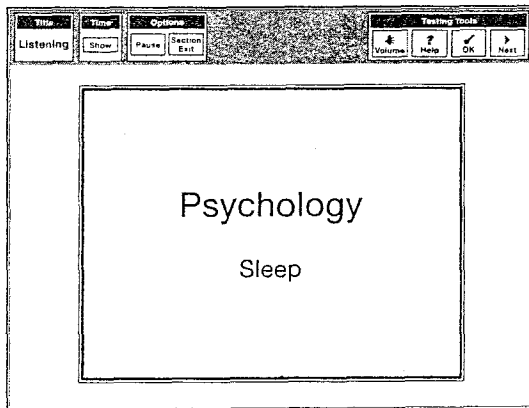 Title
Time
Options
Testing Tools
Listening
Show
Pause
Section
Exit
Volume
Help
OK
Next
Psychology
Sleep